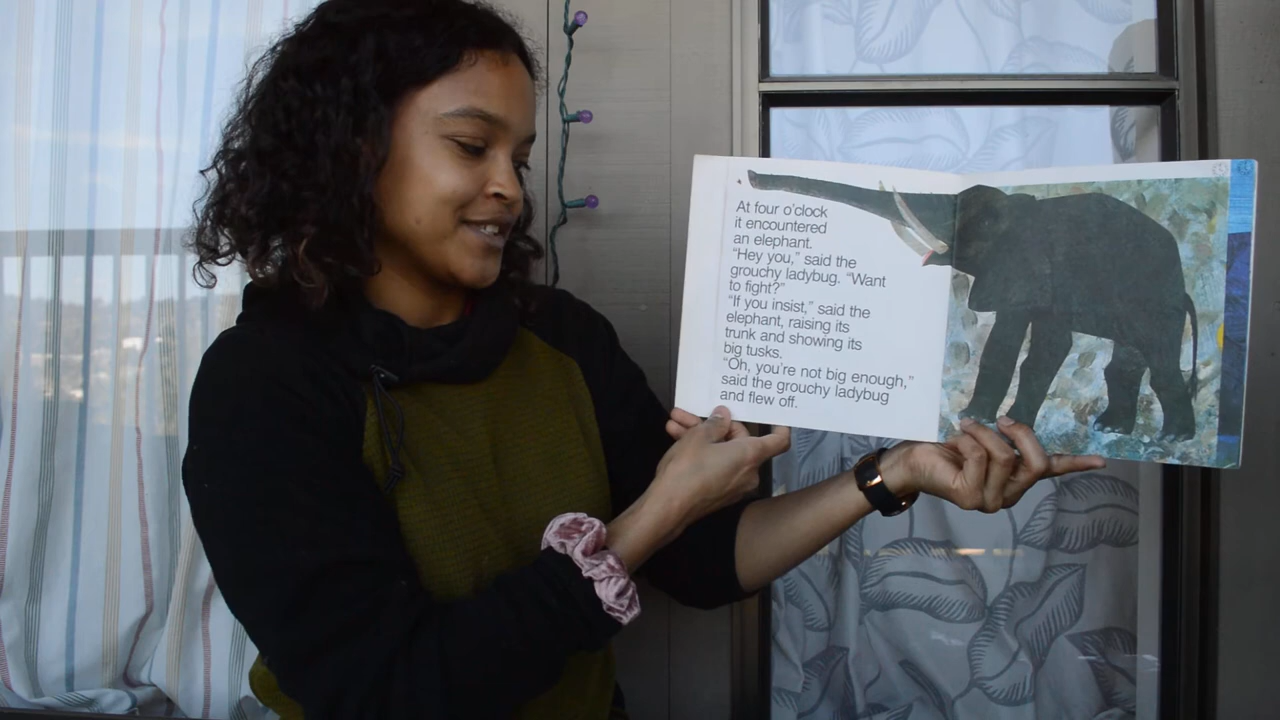 At four o'clock
it encountered
an elephant.
"Hey you," said the
grouchy ladybug. "Want
to fight?"
"If you insist," said the
elephant, raising its
trunk and showing its
big tusks.
"Oh, you're not big enough,"
said the grouchy ladybug
and flew off.